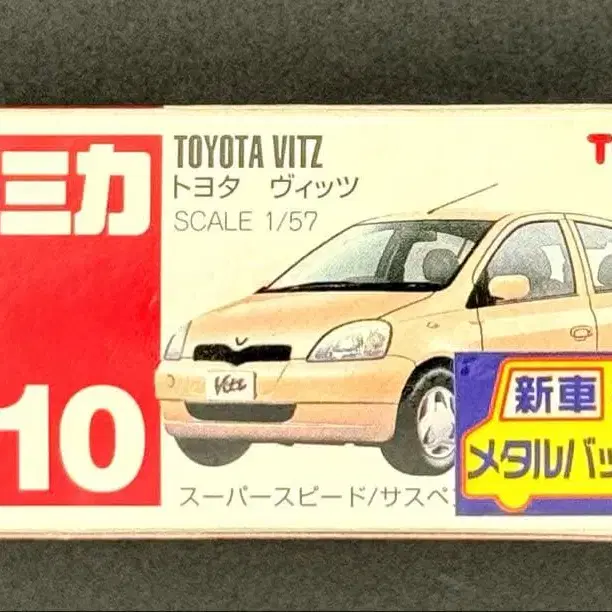 ミカ
TOYOTA VITZ
トヨタ ヴィッツ
SCALE 1/57
10
Vitz
新車
メタルバッ
スーパースピード/サスペ